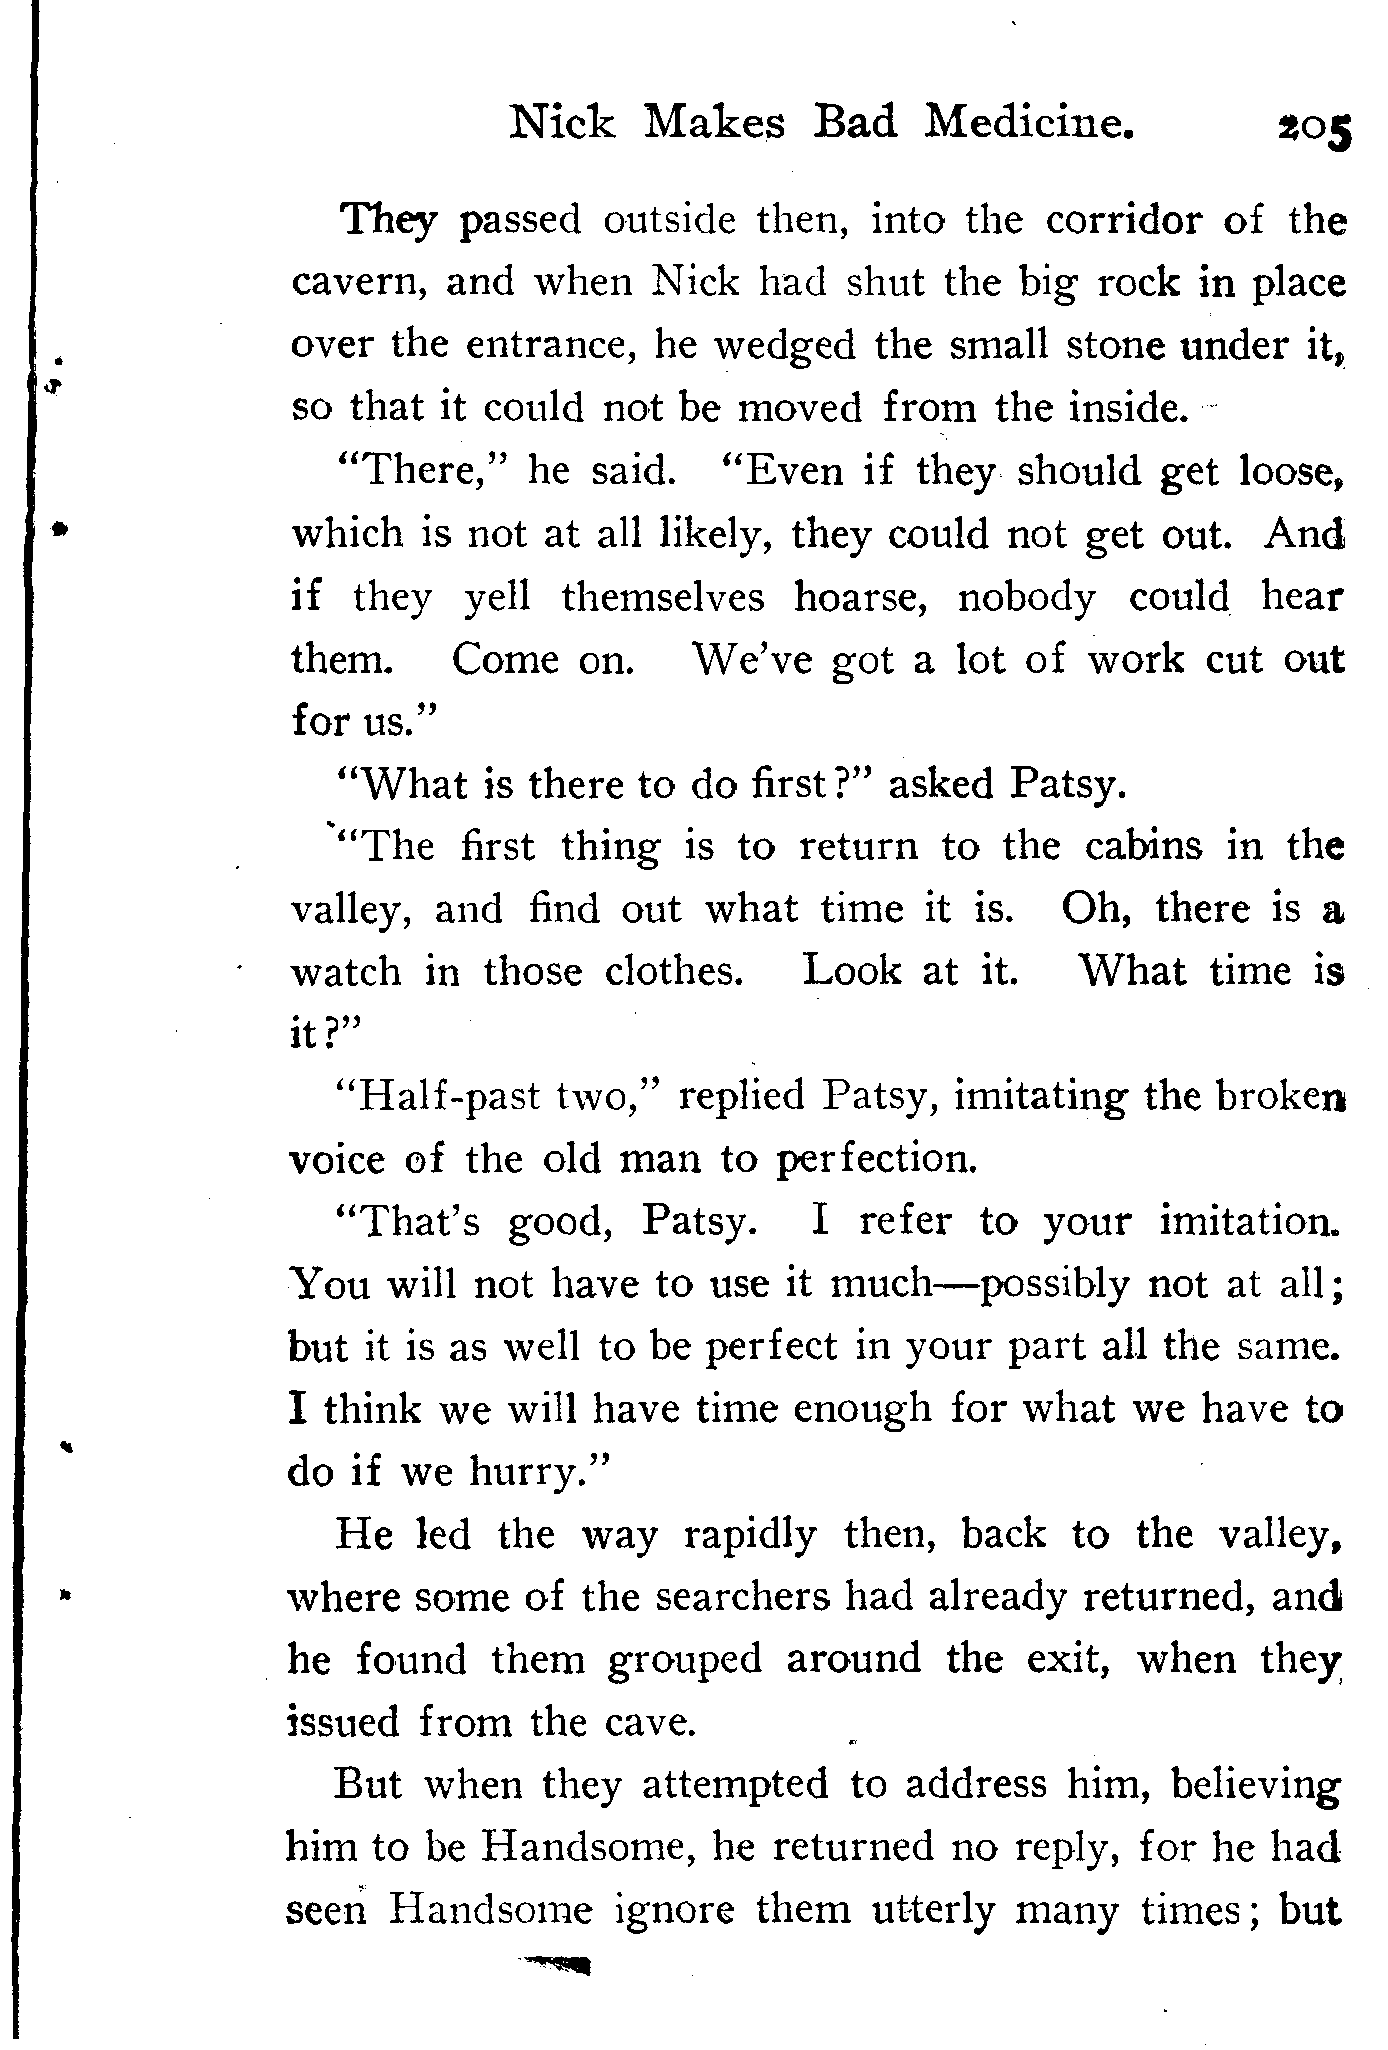 Nick Makes Bad Medicine. 205
They passed outside then, into the corridor of the
cavern, and when Nick had shut the big rock in place
over the entrance, he wedged the small stone under it,
so that it could not be moved from the inside.
“There,” he said. “Even if they should get loose,
which is not at all likely, they could not get out. And
if they yell themselves hoarse, nobody could hear
them. Come on. We’ve got a lot of work cut out
for us.”
“What is there to do first?” asked Patsy.
“The first thing is to return to the cabins in the
valley, and find out what time it is. Oh, there is a
watch in those clothes. Look at it. What time is
it?”
“Half-past two,” replied Patsy, imitating the broken
voice of the old man to perfection.
“That’s good, Patsy. I refer to your imitation.
You will not have to use it much—possibly not at all;
but it is as well to be perfect in your part all the same.
I think we will have time enough for what we have to
do if we hurry.”
He led the way rapidly then, back to the valley,
where some of the searchers had already returned, and
he found them grouped around the exit, when they
issued from the cave.
But when they attempted to address him, believing
him to be Handsome, he returned no reply, for he had
seen Handsome ignore them utterly many times; but